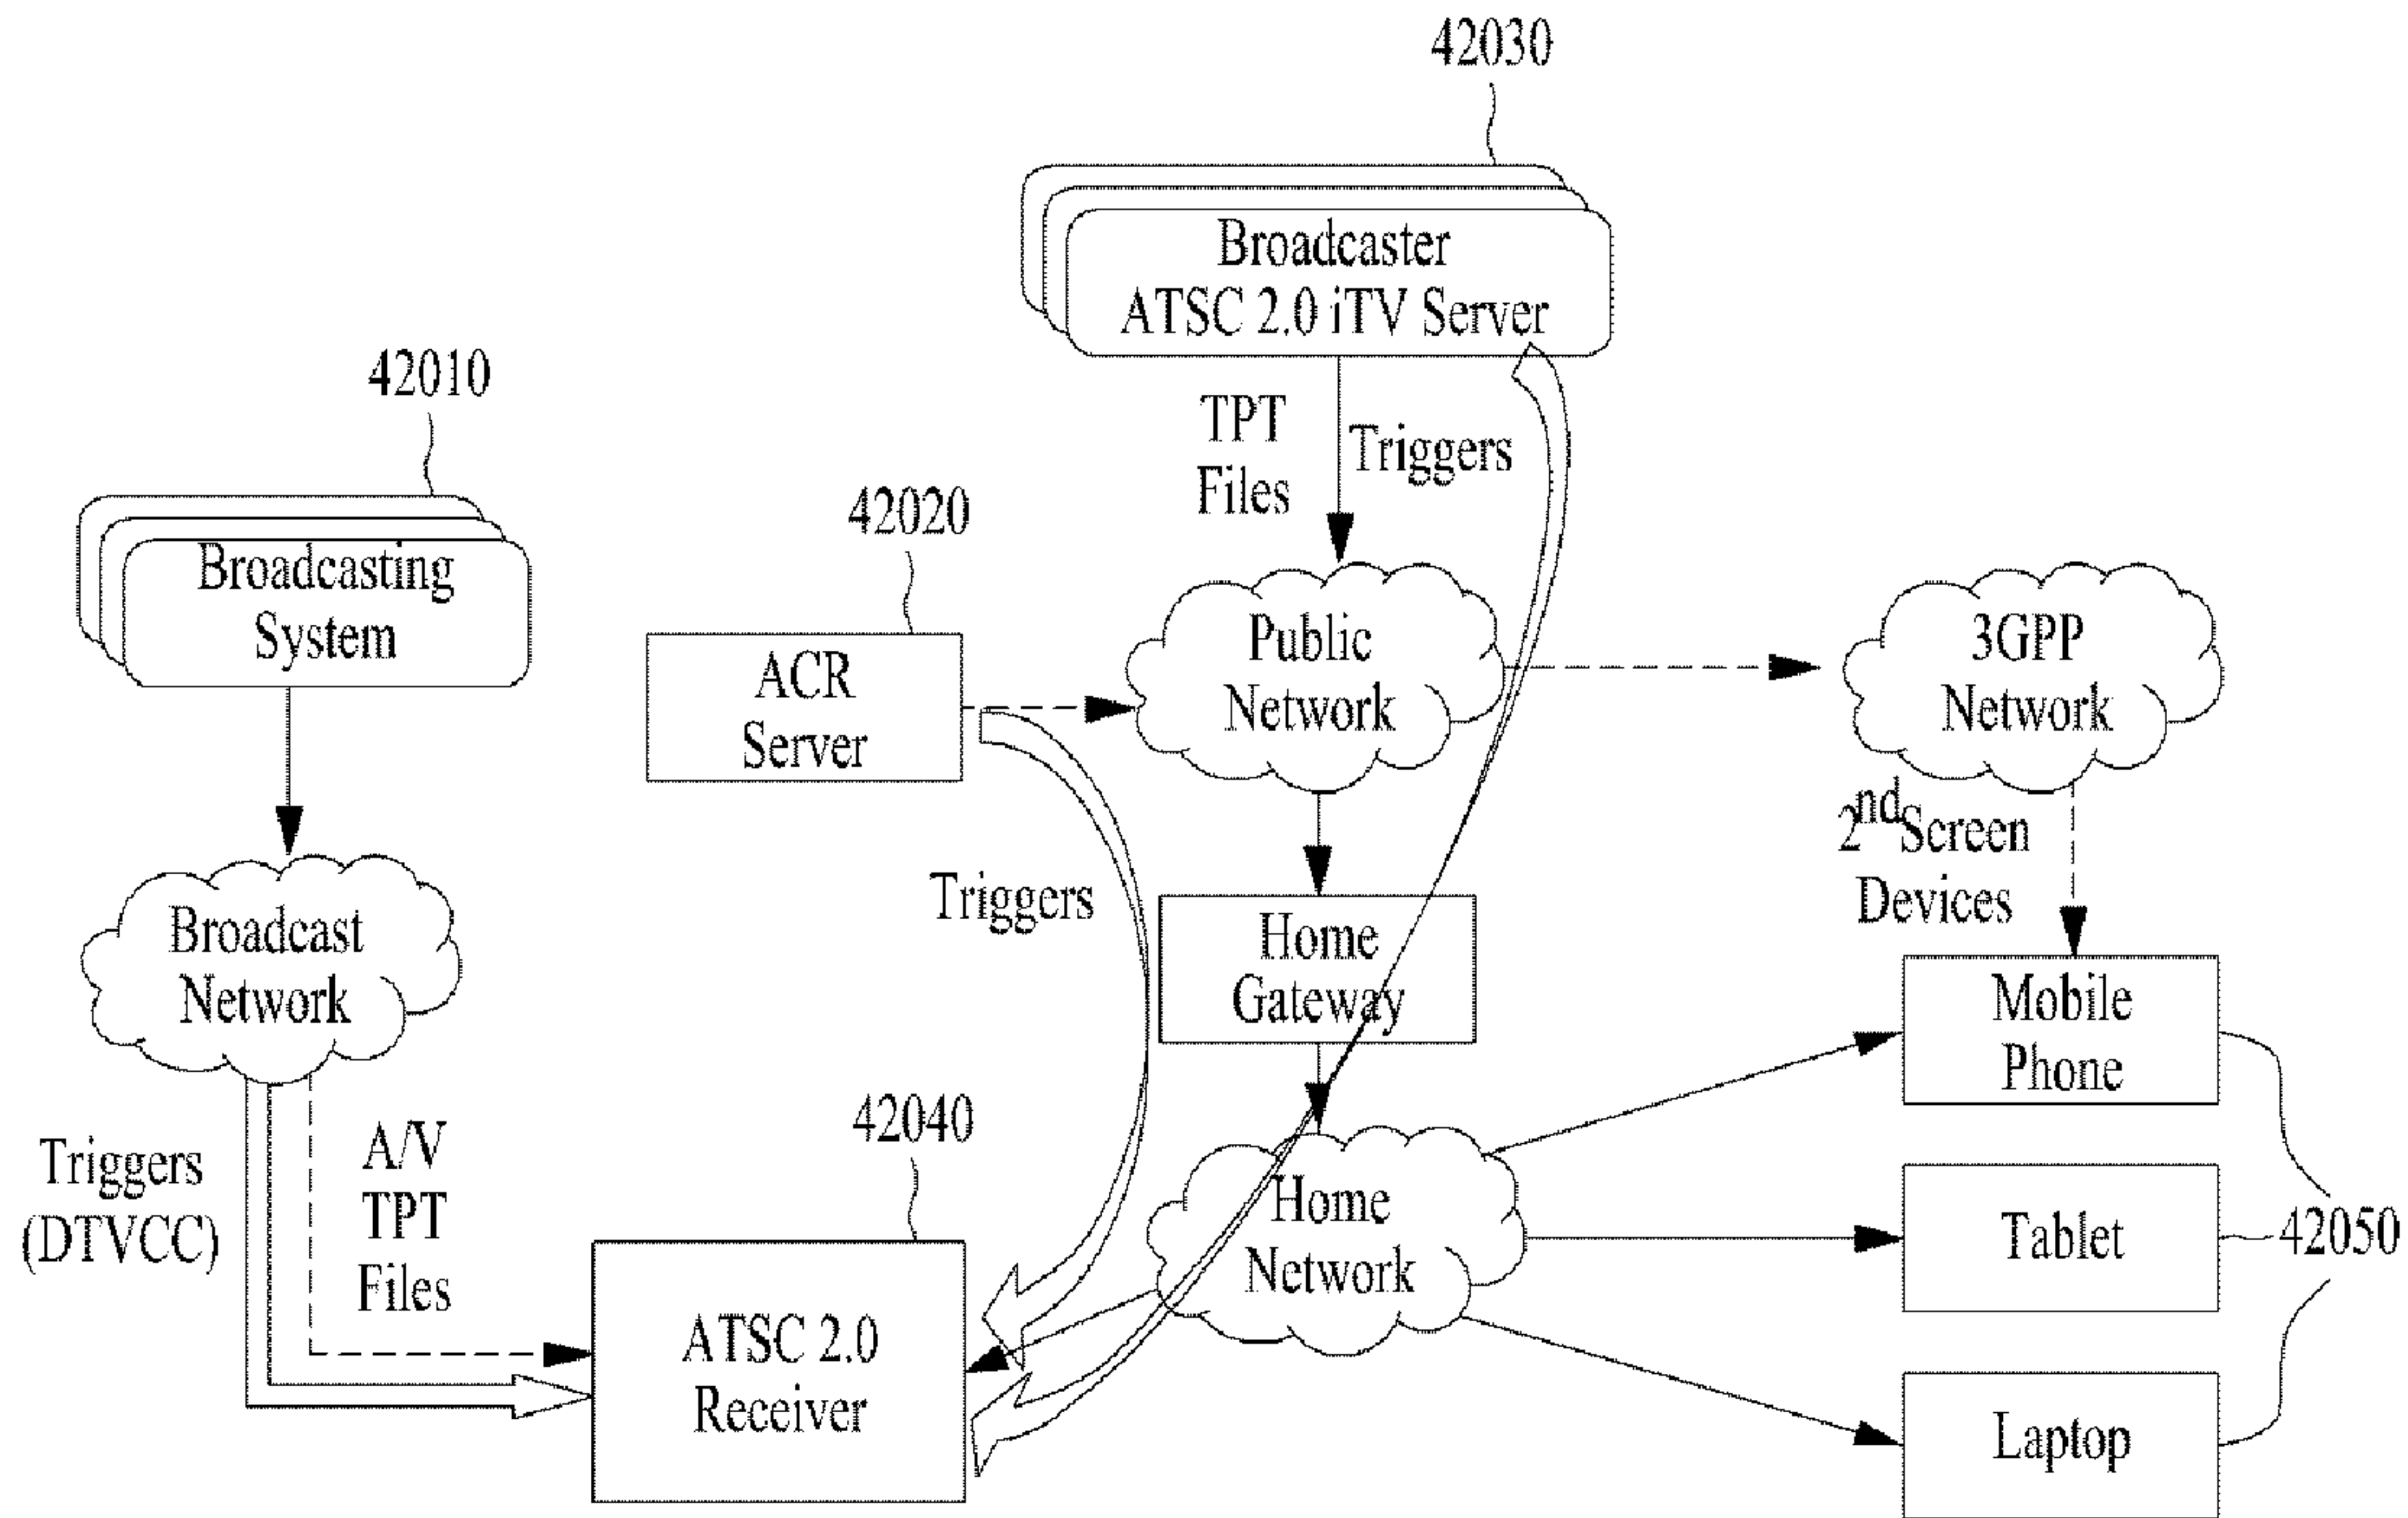 42030
Broadcaster
ATSC 2.0 iTV Server
42010
TPT
Files
Triggers
42020
Broadcasting
System
ACR
Server
Public
Network
3GPP
Network
2nd Screen
Devices
Triggers
Broadcast
Network
Home
Gateway
Mobile
Phone
42040
Triggers
(DTVCC)
A/V
TPT
Files
Home
Network
Tablet
42050
ATSC 2.0
Receiver
Laptop